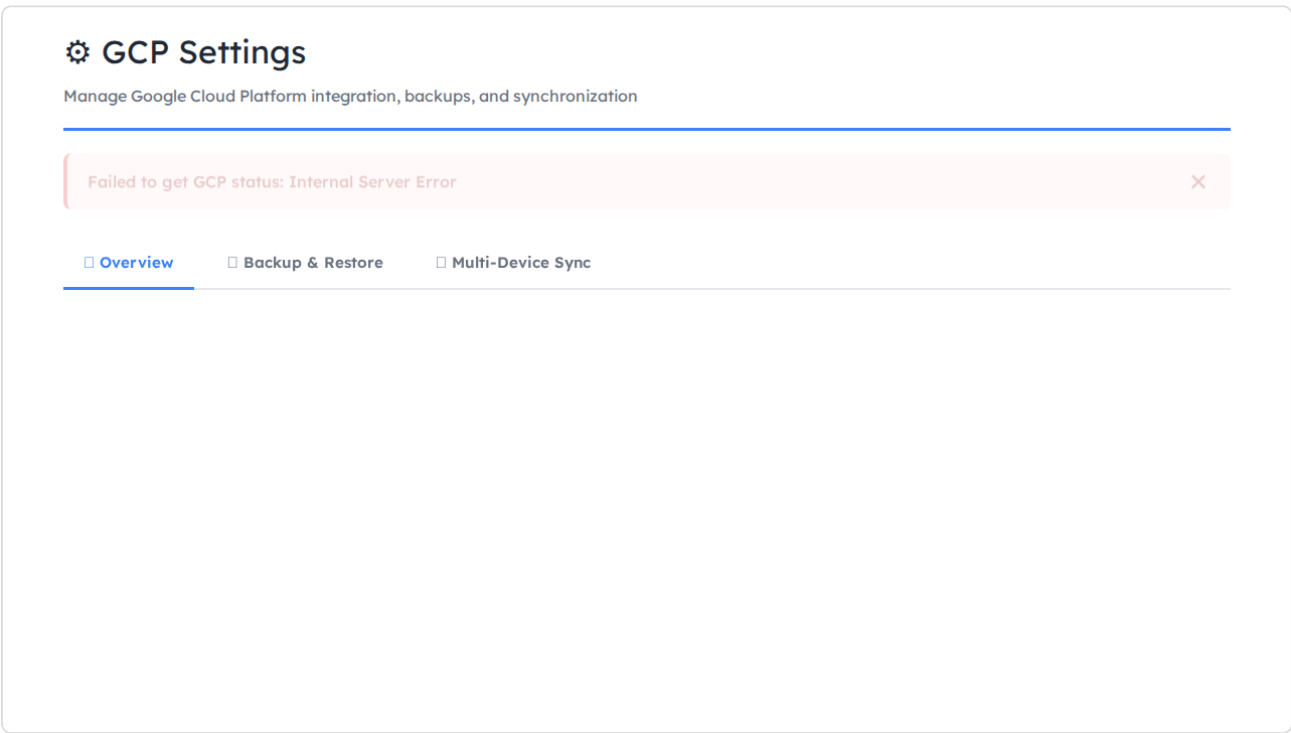 ⚙ GCP Settings
Manage Google Cloud Platform integration, backups, and synchronization
Failed to get GCP status: Internal Server Error ✕
Overview
Backup & Restore
Multi-Device Sync